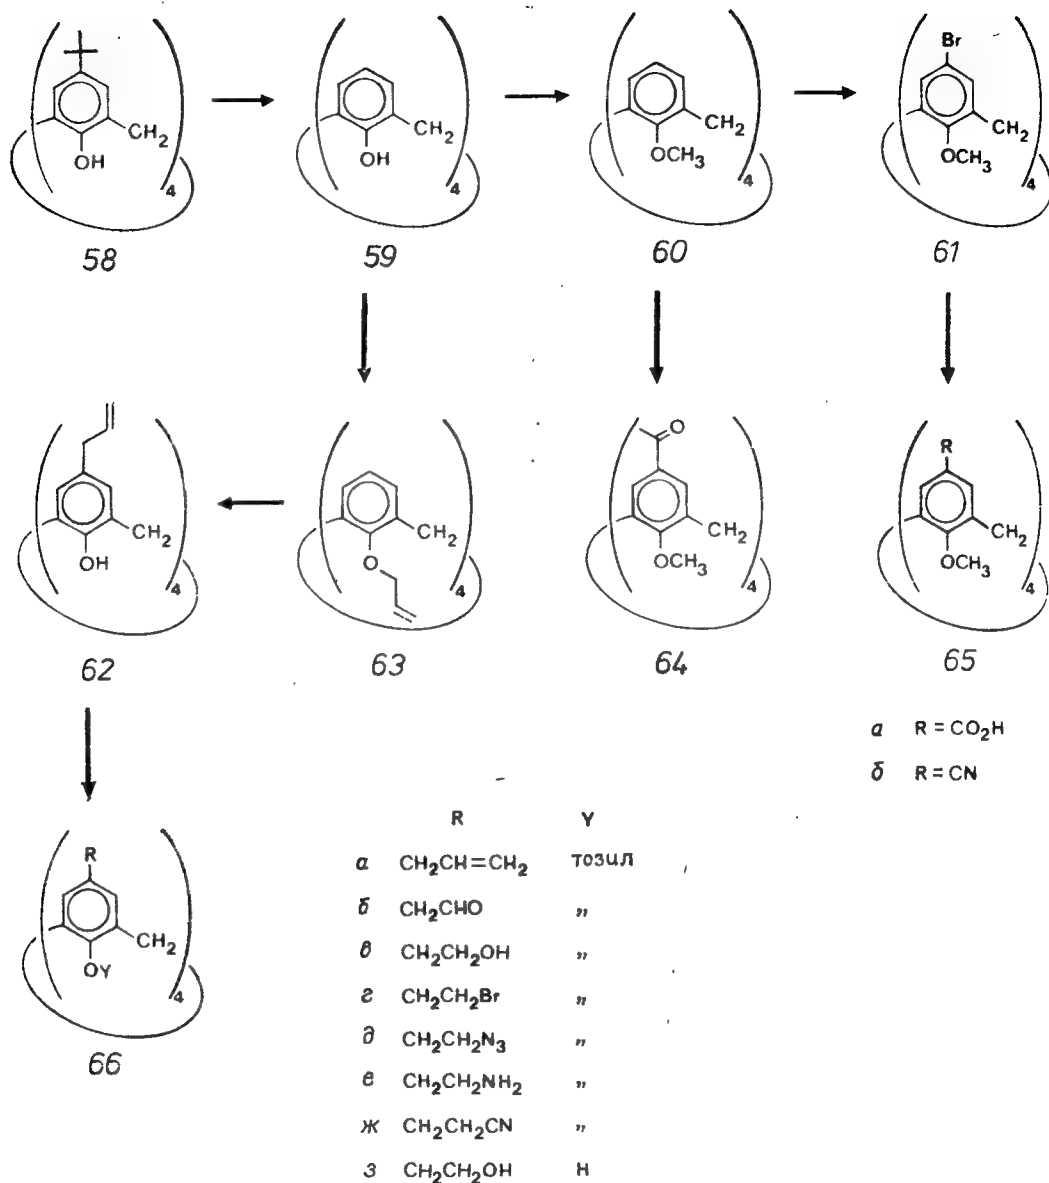 Br
CH2 CH2 CH2
OH OH OCH3 OCH3
4 4 4 4
58 59 60 61
O
R
CH2 CH2 CH2 CH2
OH O OCH3 OCH3
4 4 4 4
62 63 64 65
а R = CO2H
б R = CN
R
CH2
OY
4
66
R Y
а CH2CH=CH2 тозил
б CH2CHO „
в CH2CH2OH „
г CH2CH2Br „
д CH2CH2N3 „
е CH2CH2NH2 „
ж CH2CH2CN „
з CH2CH2OH H